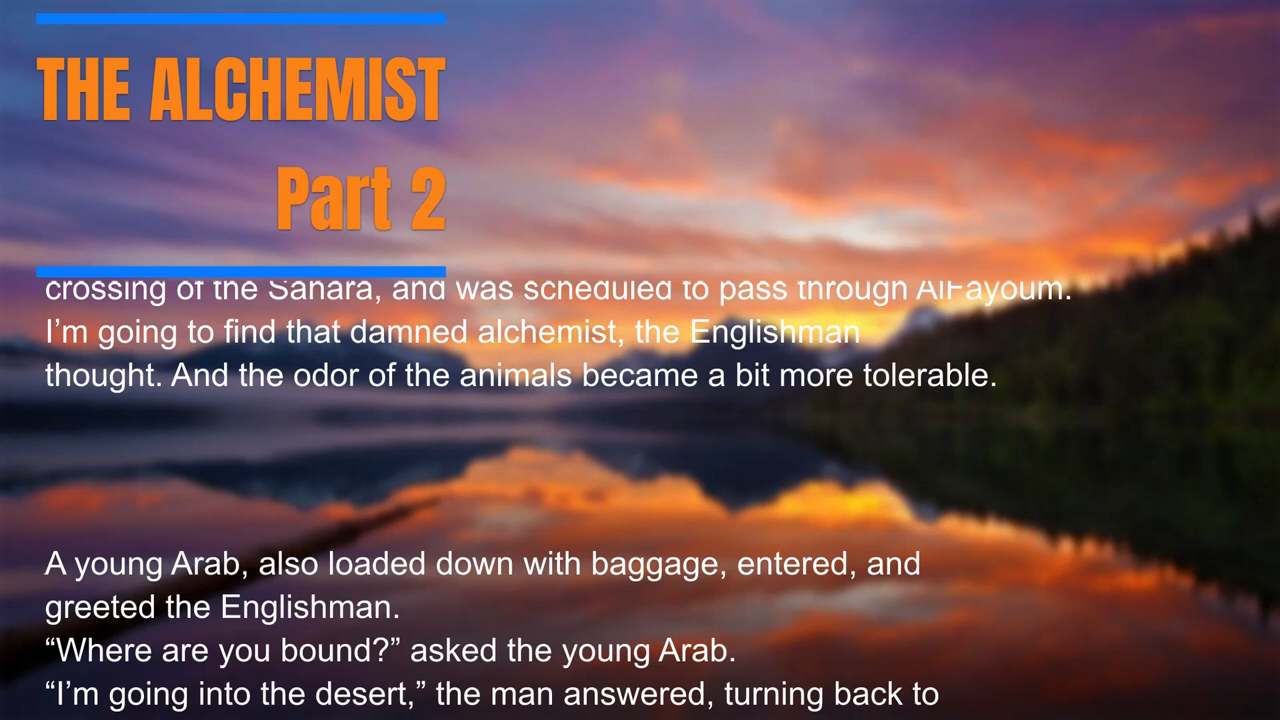 THE ALCHEMIST
Part 2
crossing of the Sahara, and was scheduled to pass through AlFayoum.
I’m going to find that damned alchemist, the Englishman
thought. And the odor of the animals became a bit more tolerable.
A young Arab, also loaded down with baggage, entered, and
greeted the Englishman.
“Where are you bound?” asked the young Arab.
“I’m going into the desert,” the man answered, turning back to